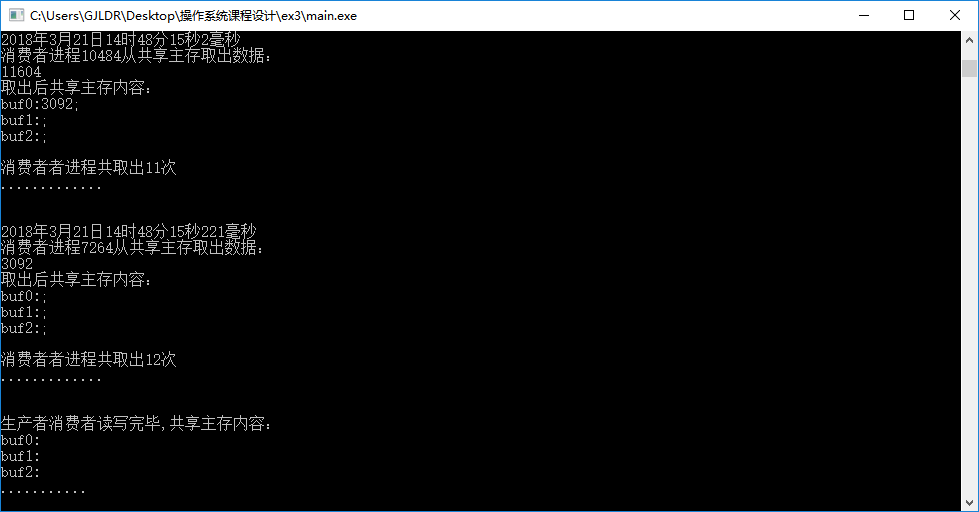 C:\Users\GJLDR\Desktop\操作系统课程设计\ex3\main.exe
2018年3月21日14时48分15秒2毫秒
消费者进程10484从共享主存取出数据:
11604
取出后共享主存内容:
buf0:3092;
buf1:;
buf2:;
消费者者进程共取出11次
.............
2018年3月21日14时48分15秒221毫秒
消费者进程7264从共享主存取出数据:
3092
取出后共享主存内容:
buf0:;
buf1:;
buf2:;
消费者者进程共取出12次
.............
生产者消费者读写完毕,共享主存内容:
buf0:
buf1:
buf2:
...........